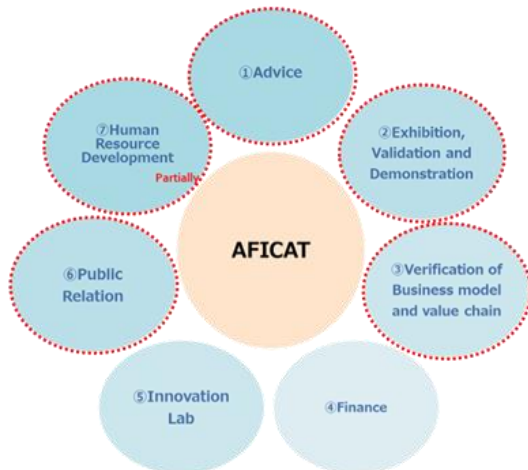 ①Advice
②Exhibition,
Validation and
Demonstration
③Verification of
Business model
and value chain
④Finance
⑤Innovation
Lab
⑥Public
Relation
⑦Human
Resource
Development
Partially
AFICAT